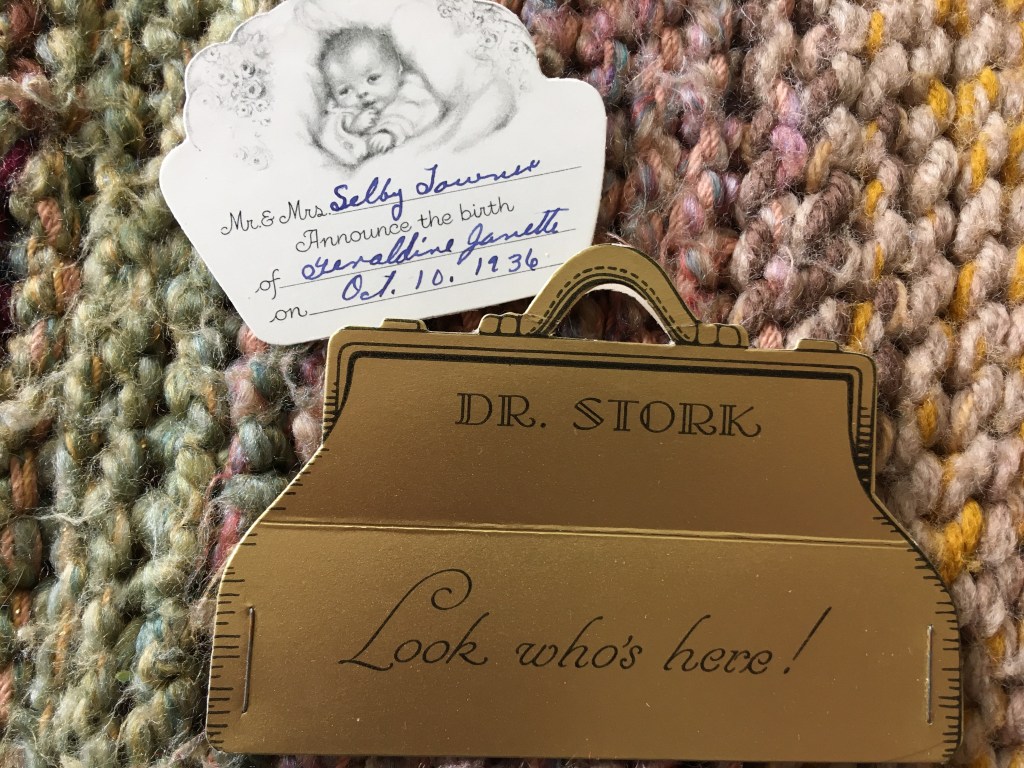 Mr. & Mrs. Selby Towner
Announce the birth
of Geraldine Janette
on Oct. 10. 1936
DR. STORK
Look who's here!